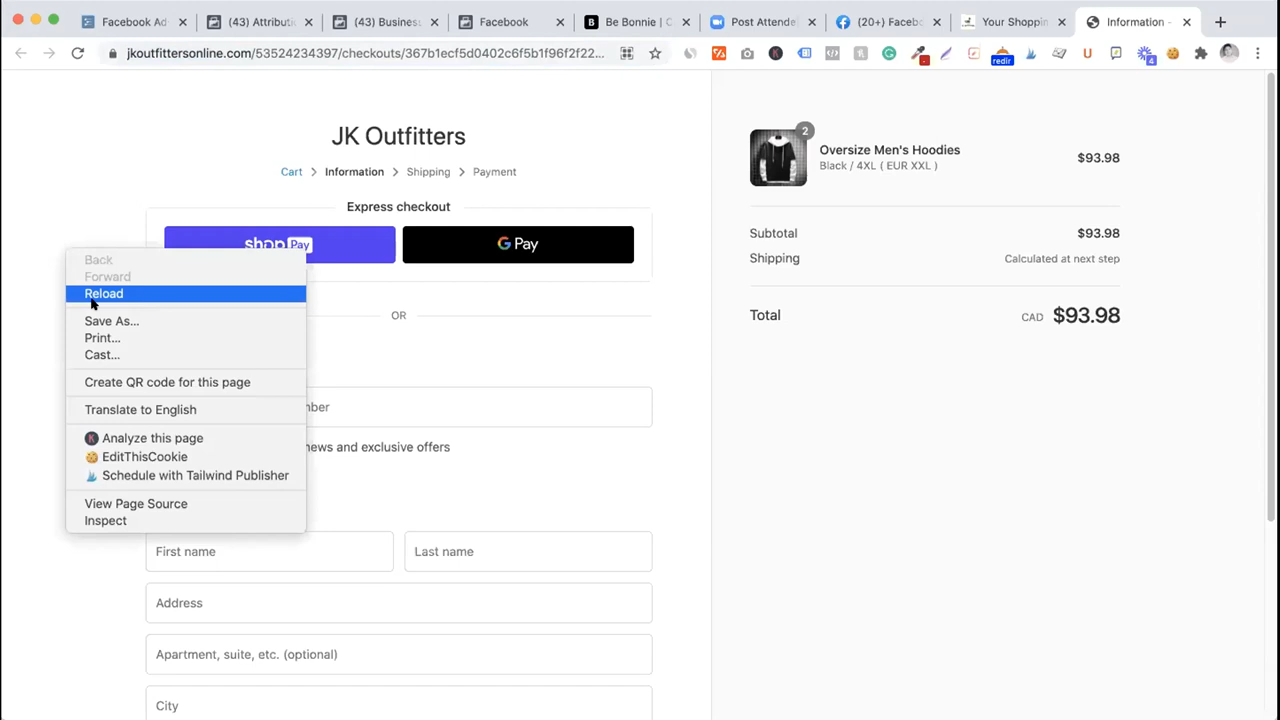 Facebook Ad
(43) Attributi
(43) Busines
Facebook
Be Bonnie | C
Post Attende
(20+) Facebo
Your Shoppin
Information -
jkoutfittersonline.com/53524234397/checkouts/367b1ecf5d0402c6f5b1f96f2f22...
redir
4
JK Outfitters
Cart > Information > Shipping > Payment
Express checkout
shop Pay
G Pay
Back
Forward
Reload
OR
Save As...
Print...
Cast...
Create QR code for this page
mber
Translate to English
Analyze this page
news and exclusive offers
EditThisCookie
Schedule with Tailwind Publisher
View Page Source
Inspect
First name
Last name
Address
Apartment, suite, etc. (optional)
City
2
Oversize Men's Hoodies
Black / 4XL ( EUR XXL )
$93.98
Subtotal $93.98
Shipping Calculated at next step
Total CAD $93.98